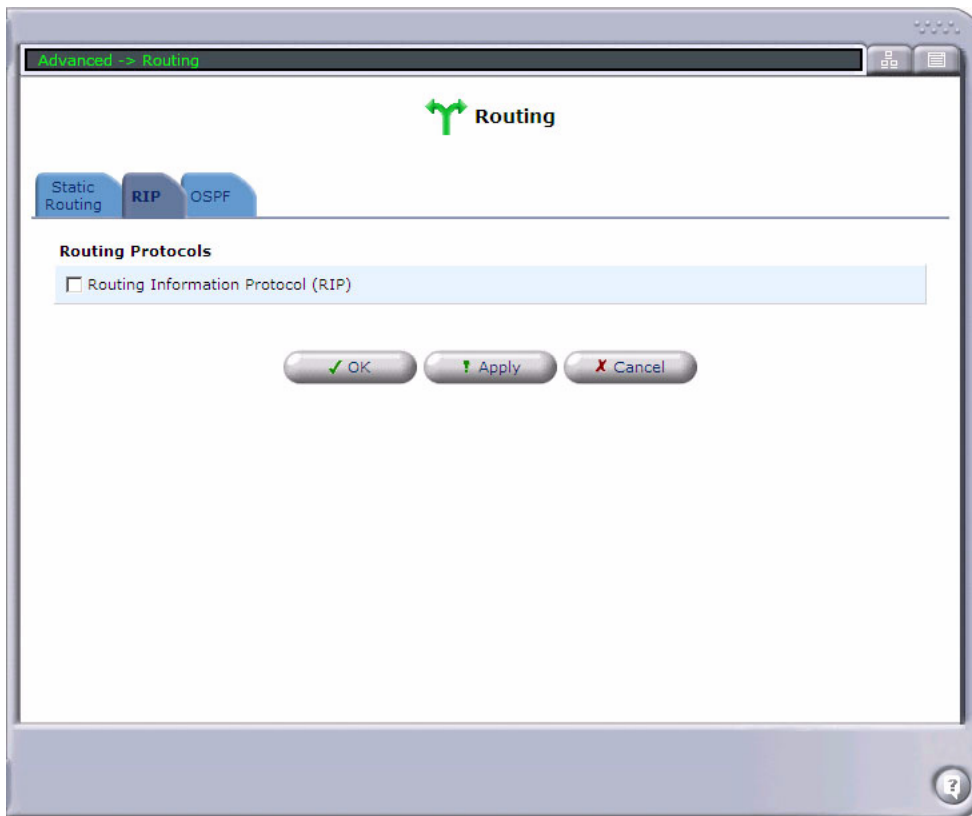 Advanced -> Routing
Routing
Static
Routing
RIP
OSPF
Routing Protocols
Routing Information Protocol (RIP)
OK
Apply
Cancel
?